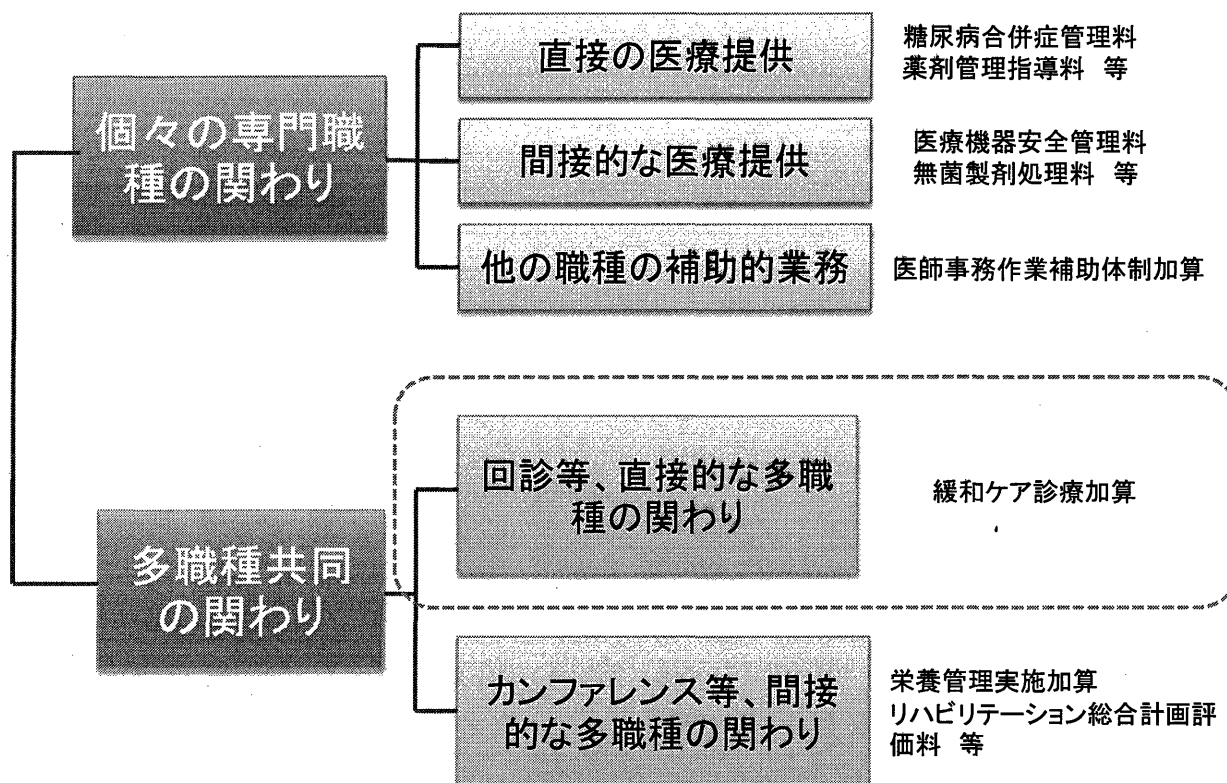 個々の専門職
種の関わり
直接の医療提供
糖尿病合併症管理料
薬剤管理指導料 等
間接的な医療提供
医療機器安全管理料
無菌製剤処理料 等
他の職種の補助的業務
医師事務作業補助体制加算
多職種共同
の関わり
回診等、直接的な多職
種の関わり
緩和ケア診療加算
カンファレンス等、間接
的な多職種の関わり
栄養管理実施加算
リハビリテーション総合計画評
価料 等